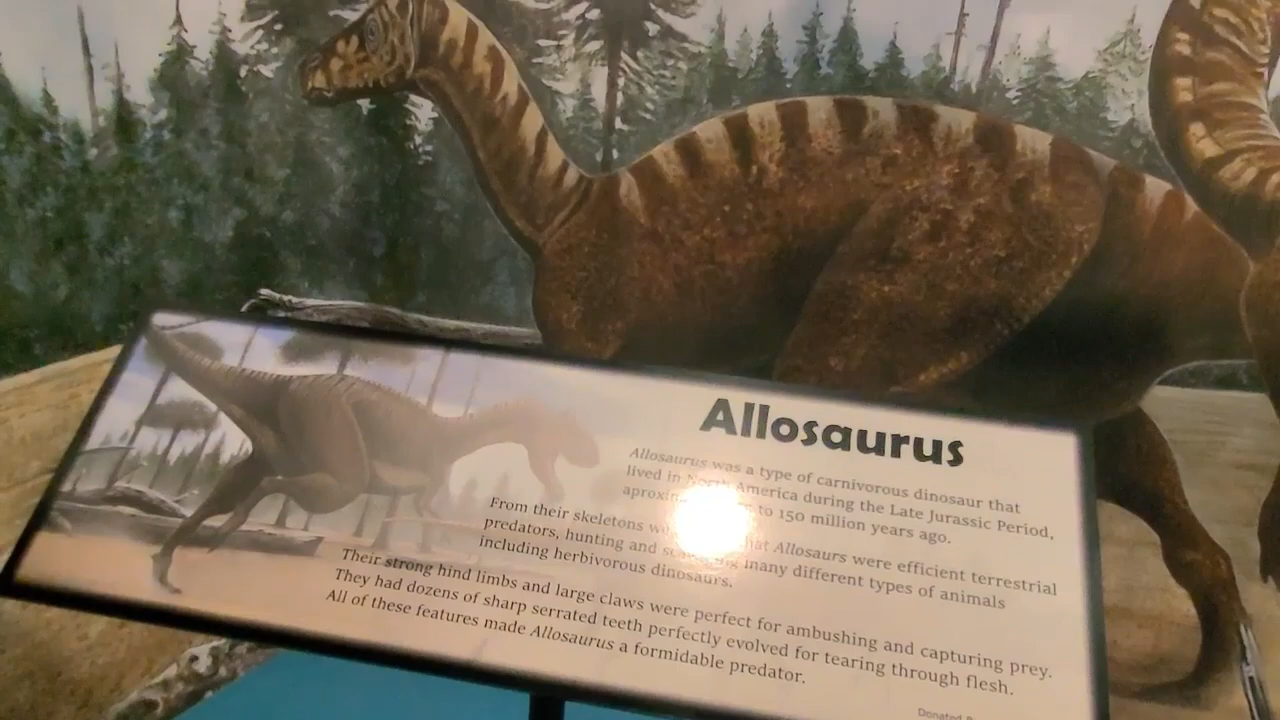 Allosaurus
Allosaurus was a type of carnivorous dinosaur that
lived in North America during the Late Jurassic Period,
to 150 million years ago.
From their skeletons Allosaurs were efficient terrestrial
predators, hunting and many different types of animals
including herbivorous dinosaurs.
Their strong hind limbs and large claws were perfect for ambushing and capturing prey.
They had dozens of sharp serrated teeth perfectly evolved for tearing through flesh.
All of these features made Allosaurus a formidable predator.
Donated